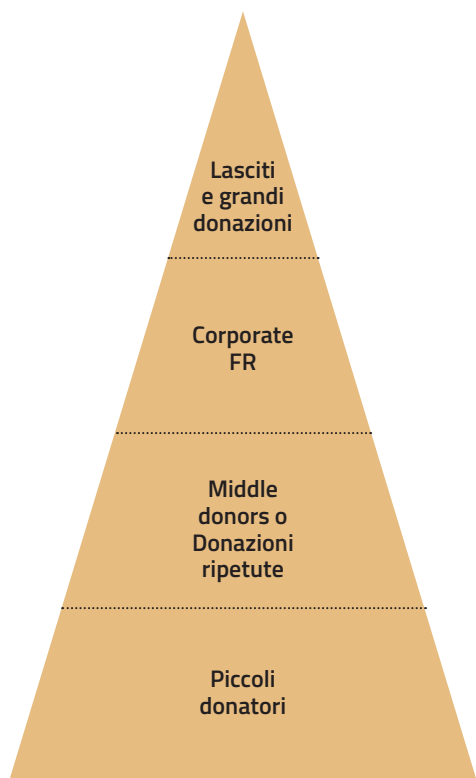 Lasciti
e grandi
donazioni
Corporate
FR
Middle
donors o
Donazioni
ripetute
Piccoli
donatori